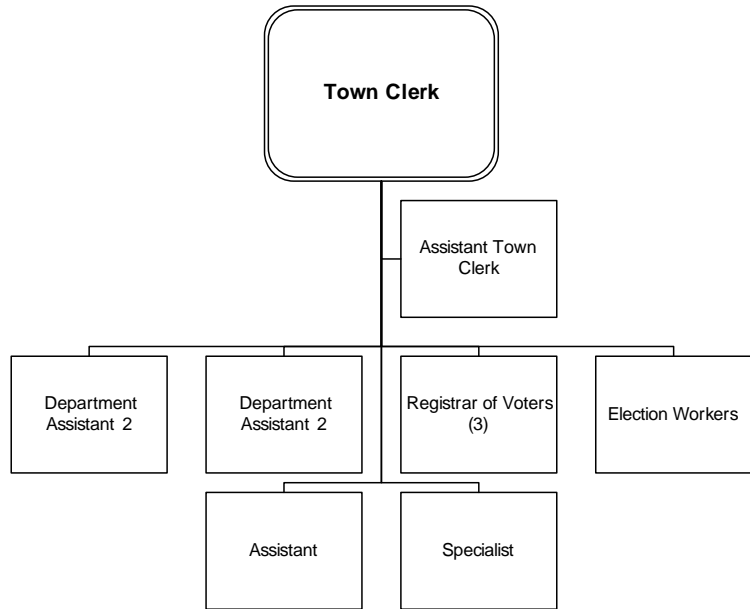 Town Clerk
Assistant Town
Clerk
Department
Assistant 2
Department
Assistant 2
Registrar of Voters
(3)
Election Workers
Assistant
Specialist